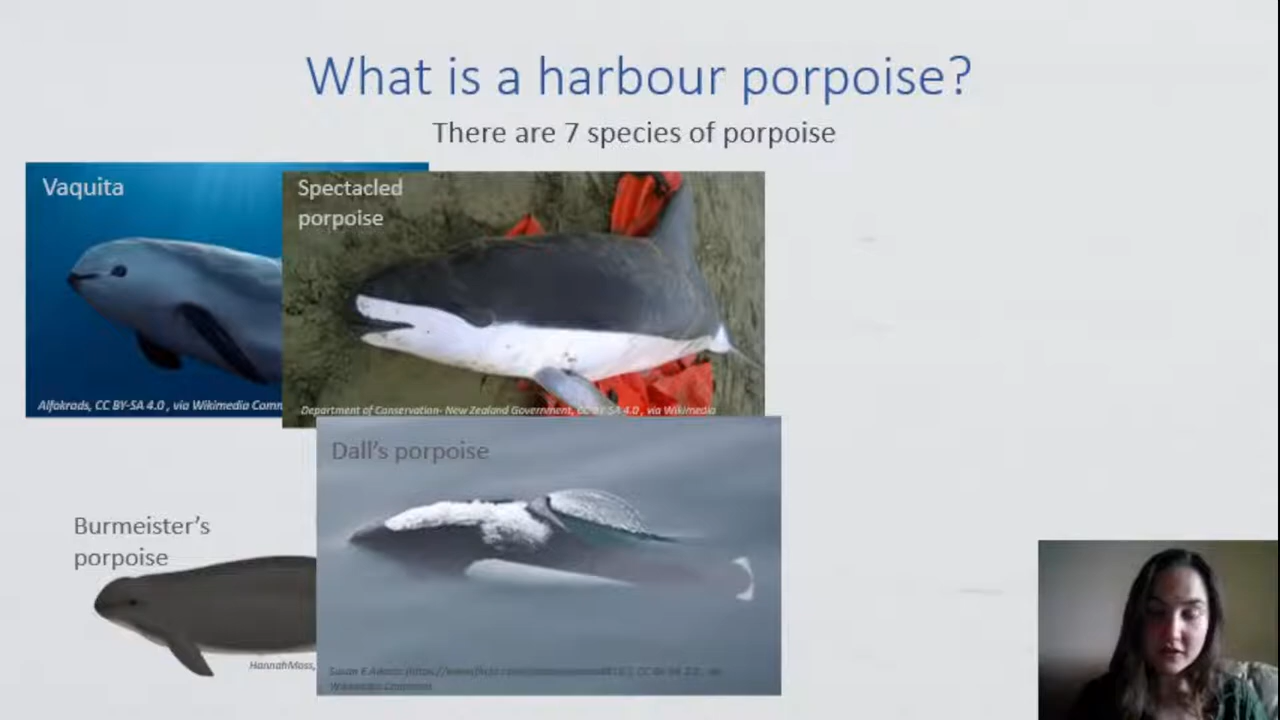 What is a harbour porpoise?
There are 7 species of porpoise
Vaquita
Alfokrads, CC BY-SA 4.0 , via Wikimedia Comm
Spectacled
porpoise
Department of Conservation- New Zealand Government, CC BY-SA 4.0 , via Wikimedia
Dall's porpoise
CC BY-SA 2.0 , via
Wikimedia Commons
Burmeister's
porpoise
HannahMoss,